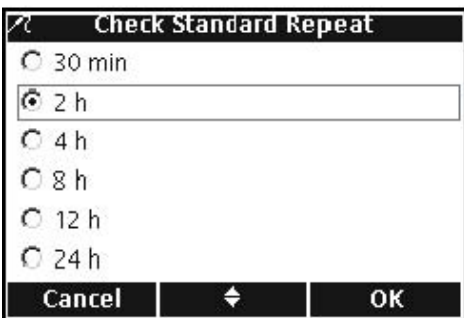 Check Standard Repeat
30 min
2 h
4 h
8 h
12 h
24 h
Cancel OK